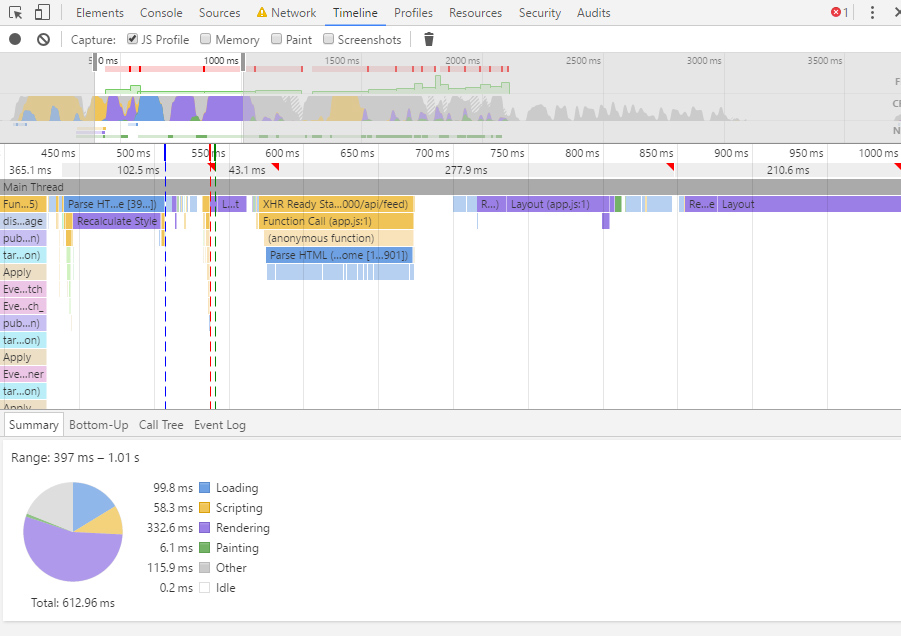 Elements Console Sources Network Timeline Profiles Resources Security Audits 1
Capture: JS Profile Memory Paint Screenshots
0 ms 1000 ms 1500 ms 2000 ms 2500 ms 3000 ms 3500 ms
450 ms 500 ms 550 ms 600 ms 650 ms 700 ms 750 ms 800 ms 850 ms 900 ms 950 ms 1000 ms
365.1 ms 102.5 ms 43.1 ms 277.9 ms 210.6 ms
Main Thread
Fun...5) Parse HT...e [39...]) L...t XHR Ready Sta...000/api/feed) R...) Layout (app.js:1) Re...e Layout
dis...age Recalculate Style Function Call (app.js:1)
pub...n) (anonymous function)
tar...on) Parse HTML (...ome [1...901])
Apply
Eve...tch
Eve...ch_
pub...n)
tar...on)
Apply
Eve...ner
tar...on)
Apply
Summary Bottom-Up Call Tree Event Log
Range: 397 ms – 1.01 s
99.8 ms Loading
58.3 ms Scripting
332.6 ms Rendering
6.1 ms Painting
115.9 ms Other
0.2 ms Idle
Total: 612.96 ms